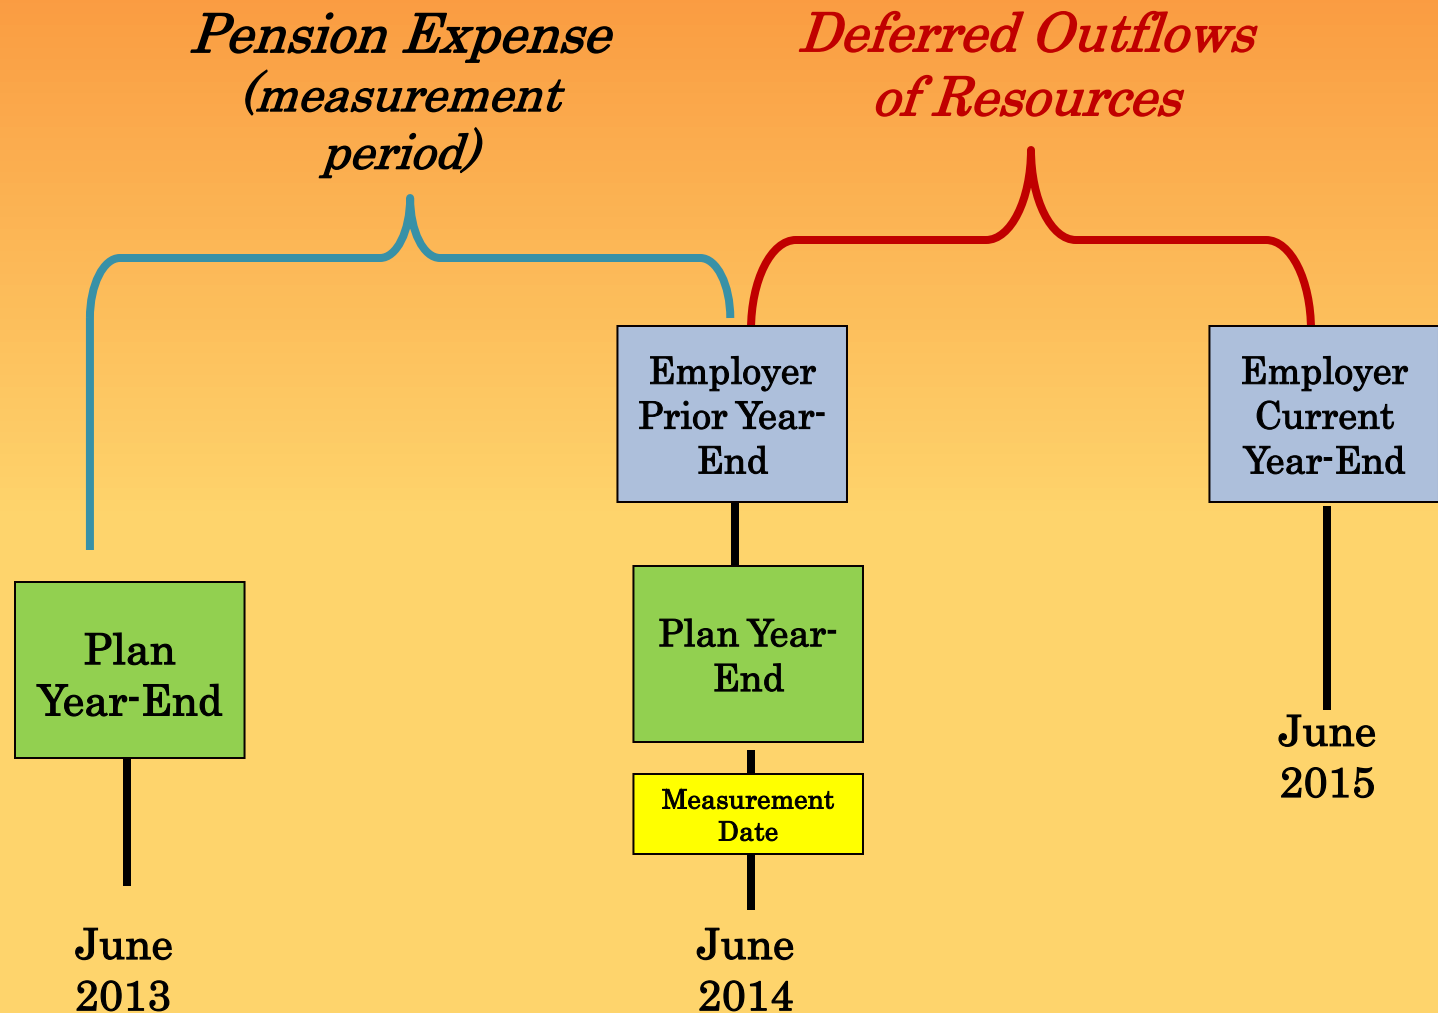 Pension Expense
(measurement
period)
Deferred Outflows
of Resources
Employer
Prior Year-
End
Employer
Current
Year-End
Plan
Year-End
Plan Year-
End
Measurement
Date
June
2013
June
2014
June
2015